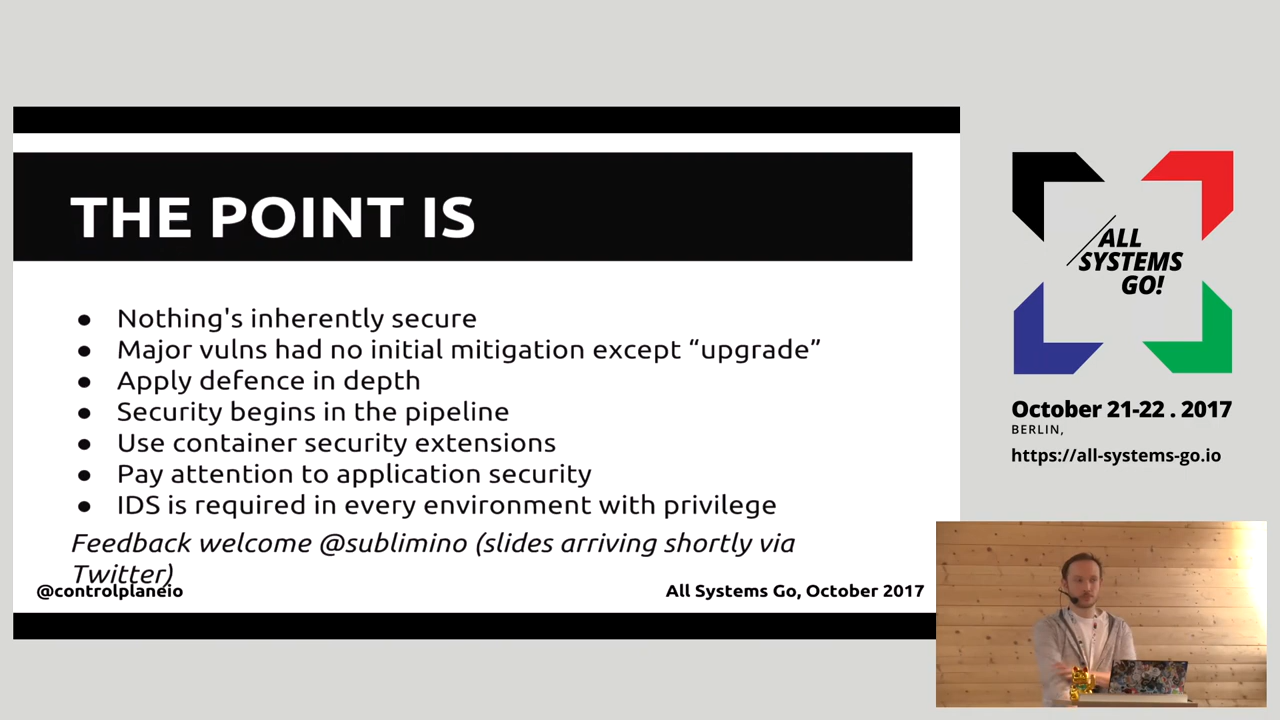 THE POINT IS
● Nothing's inherently secure
● Major vulns had no initial mitigation except “upgrade”
● Apply defence in depth
● Security begins in the pipeline
● Use container security extensions
● Pay attention to application security
● IDS is required in every environment with privilege
Feedback welcome @sublimino (slides arriving shortly via
Twitter)
@controlplaneio
All Systems Go, October 2017
ALL
SYSTEMS
GO!
October 21-22 . 2017
BERLIN,
https://all-systems-go.io